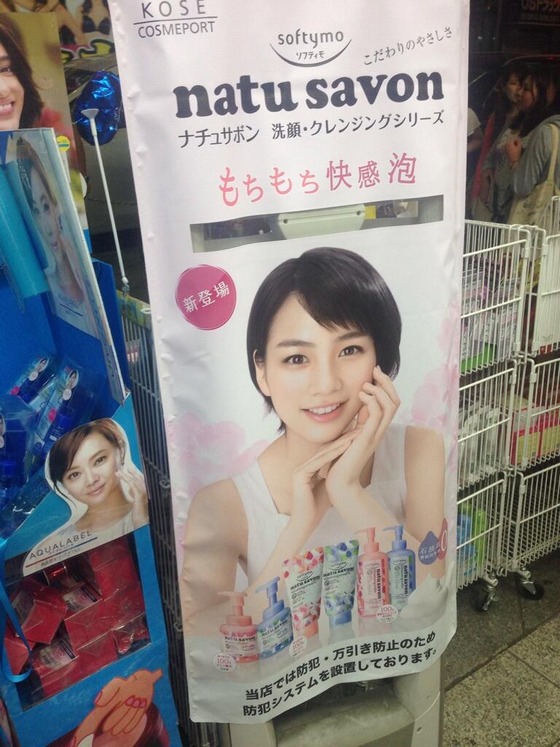 KOSÉ
COSMEPORT
softymo
ソフティモ
こだわりのやさしさ
natu savon
ナチュサボン 洗顔・クレンジングシリーズ
もちもち快感泡
新登場
AQUALABEL
NATU SAVON
当店では防犯・万引き防止のため
防犯システムを設置しております。